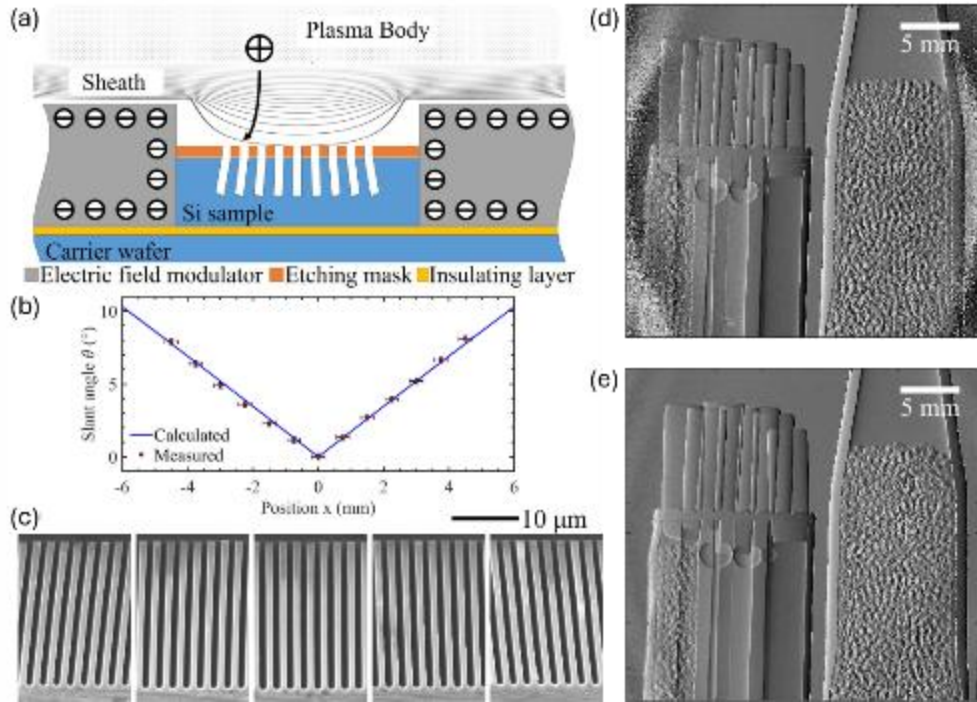 (a)
Plasma Body
Sheath
Si sample
Carrier wafer
Electric field modulator Etching mask Insulating layer
(b)
Slant angle θ (°)
10
5
0
Calculated
Measured
-6 -4 -2 0 2 4 6
Position x (mm)
(c)
10 μm
(d)
5 mm
(e)
5 mm